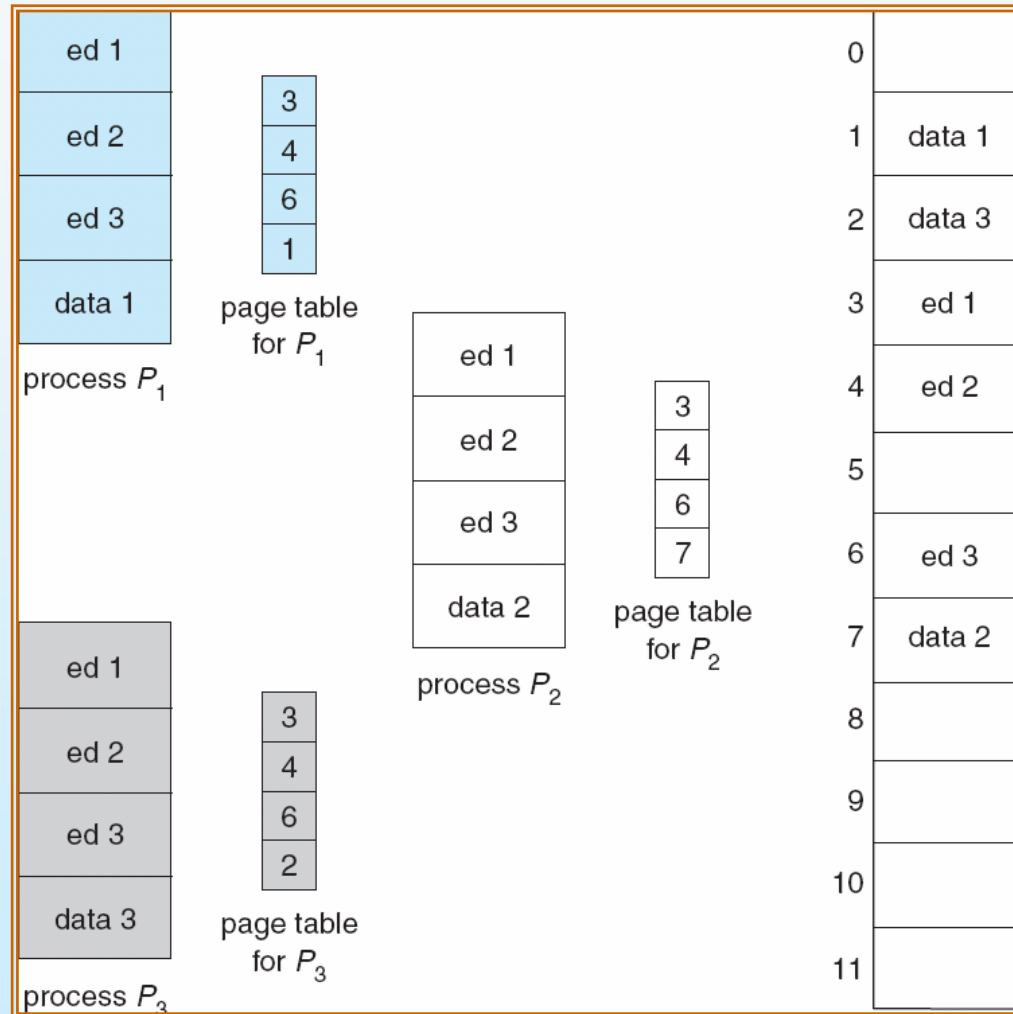 ed 1
ed 2
ed 3
data 1
process P1
3
4
6
1
page table
for P1
ed 1
ed 2
ed 3
data 2
process P2
3
4
6
7
page table
for P2
ed 1
ed 2
ed 3
data 3
process P3
3
4
6
2
page table
for P3
0
1 data 1
2 data 3
3 ed 1
4 ed 2
5
6 ed 3
7 data 2
8
9
10
11